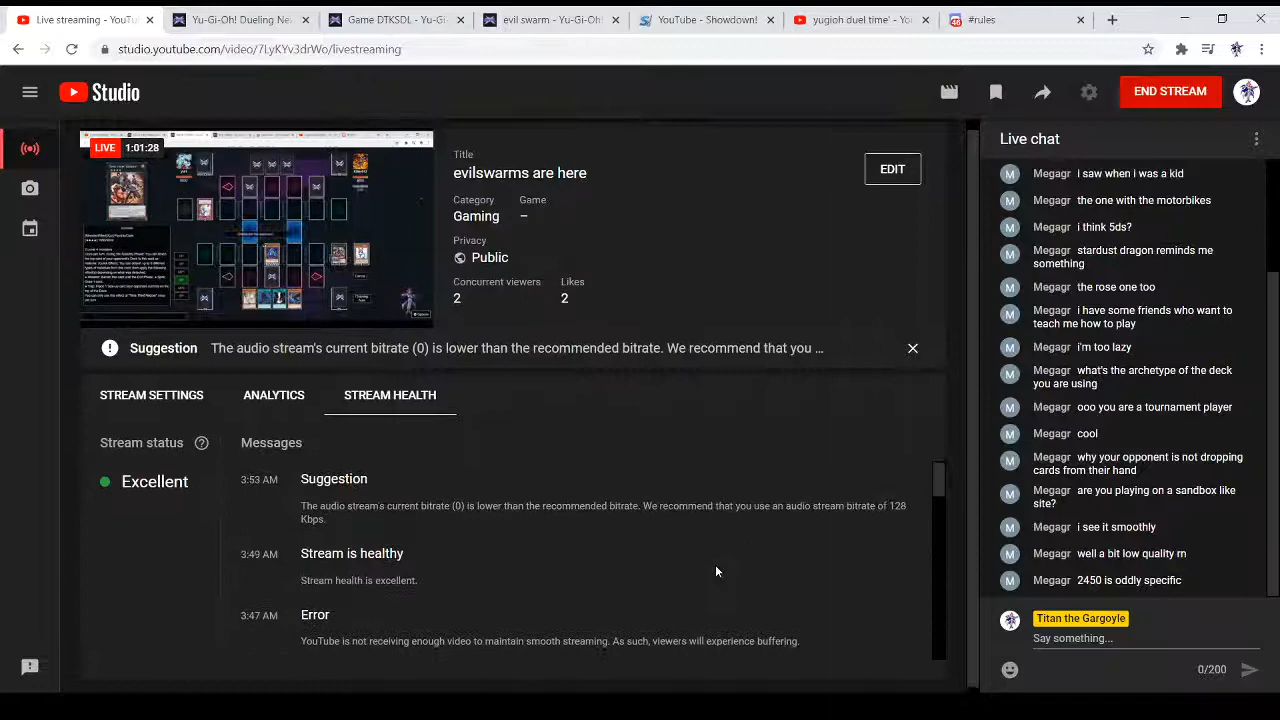 Live streaming - YouTu
Yu-Gi-Oh! Dueling Ne
Game DTKSDL - Yu-Gi-
evil swarm - Yu-Gi-Oh!
YouTube - Showdown!
yugioh duel time' - Yo
46
#rules
studio.youtube.com/video/7LyKYv3drWo/livestreaming
Studio
END STREAM
LIVE 1:01:28
Title
evilswarms are here
EDIT
Category
Game
Gaming
–
Privacy
Public
Concurrent viewers
Likes
2
2
Suggestion The audio stream's current bitrate (0) is lower than the recommended bitrate. We recommend that you ...
STREAM SETTINGS
ANALYTICS
STREAM HEALTH
Stream status
Excellent
Messages
3:53 AM Suggestion
The audio stream's current bitrate (0) is lower than the recommended bitrate. We recommend that you use an audio stream bitrate of 128
Kbps.
3:49 AM Stream is healthy
Stream health is excellent.
3:47 AM Error
YouTube is not receiving enough video to maintain smooth streaming. As such, viewers will experience buffering.
Live chat
M Megagr i saw when i was a kid
M Megagr the one with the motorbikes
M Megagr i think 5ds?
M Megagr stardust dragon reminds me
something
M Megagr the rose one too
M Megagr i have some friends who want to
teach me how to play
M Megagr i'm too lazy
M Megagr what's the archetype of the deck
you are using
M Megagr ooo you are a tournament player
M Megagr cool
M Megagr why your opponent is not dropping
cards from their hand
M Megagr are you playing on a sandbox like
site?
M Megagr i see it smoothly
M Megagr well a bit low quality rn
M Megagr 2450 is oddly specific
Titan the Gargoyle
Say something...
0/200